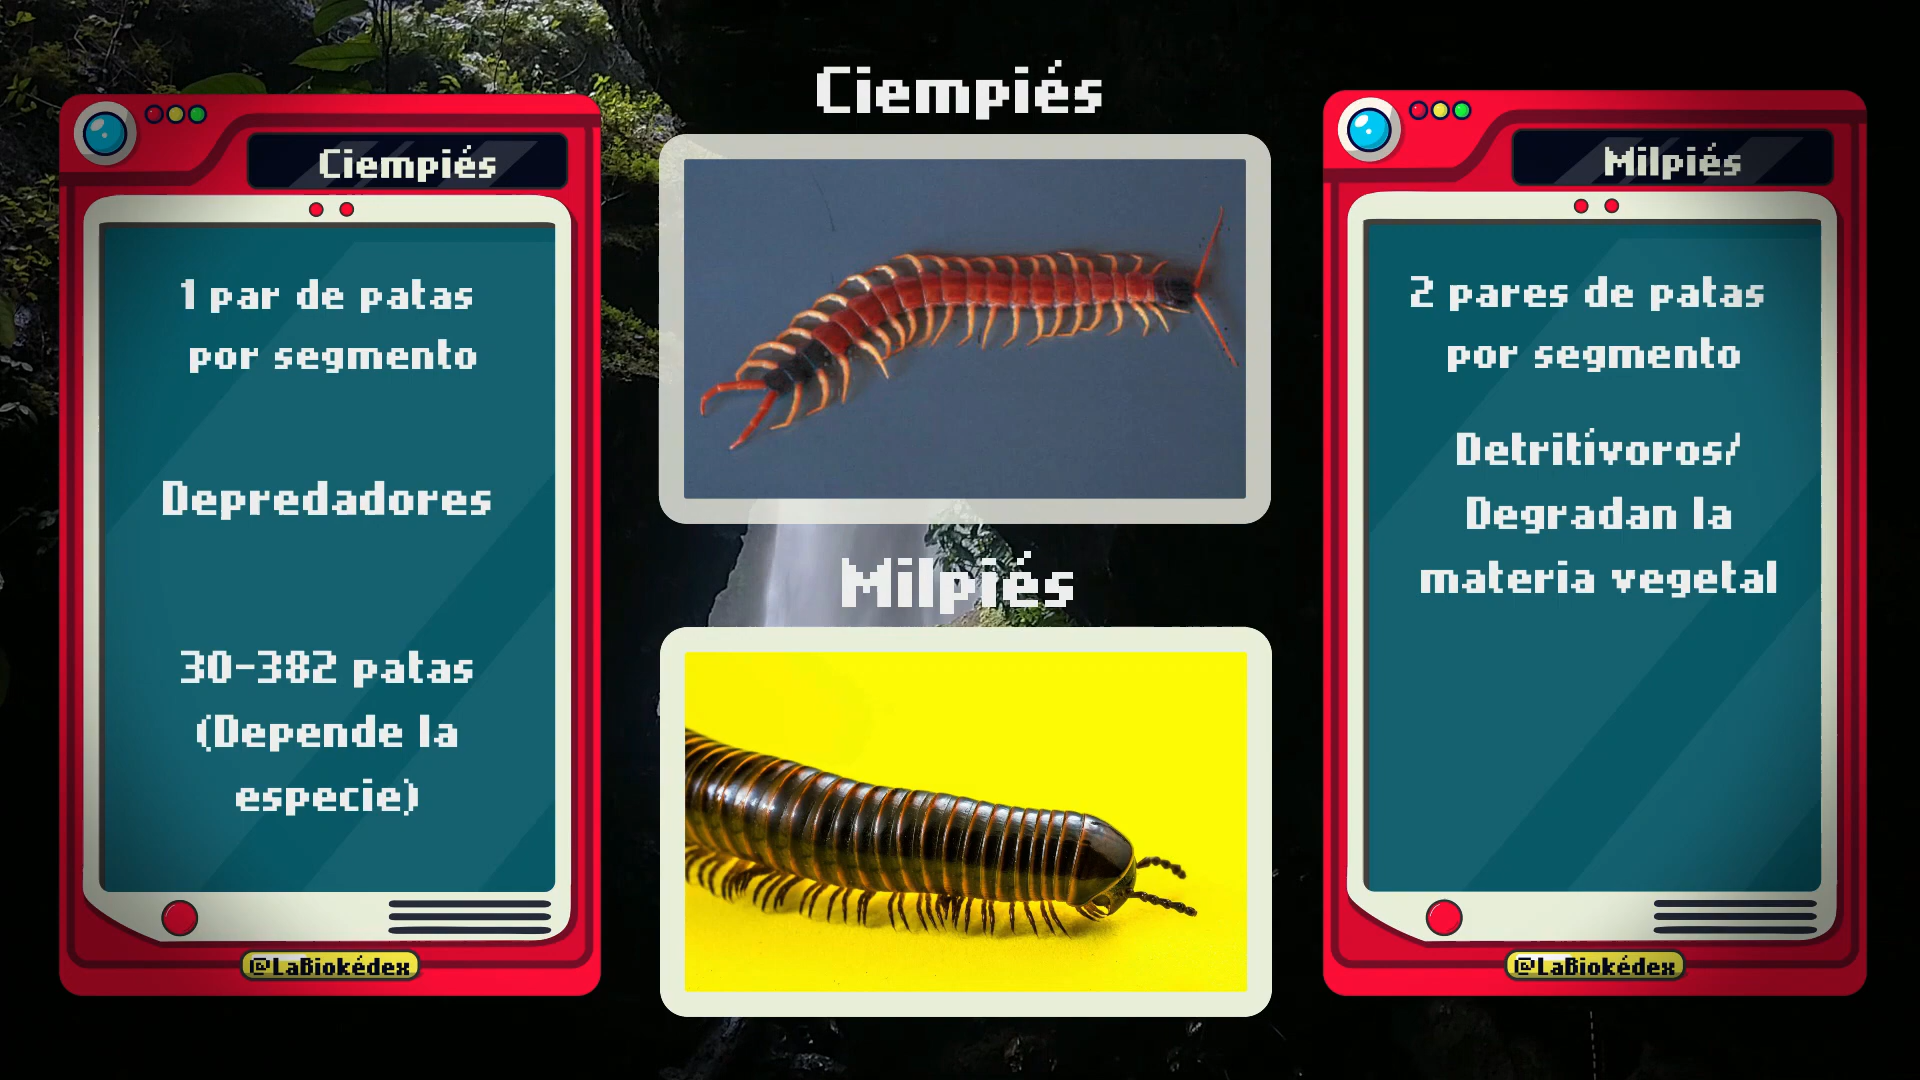 Ciempiés
1 par de patas
por segmento
Depredadores
30-382 patas
(Depende la
especie)
@LaBiokédex
Ciempiés
Milpiés
Milpiés
2 pares de patas
por segmento
Detritívoros/
Degradan la
materia vegetal
@LaBiokédex